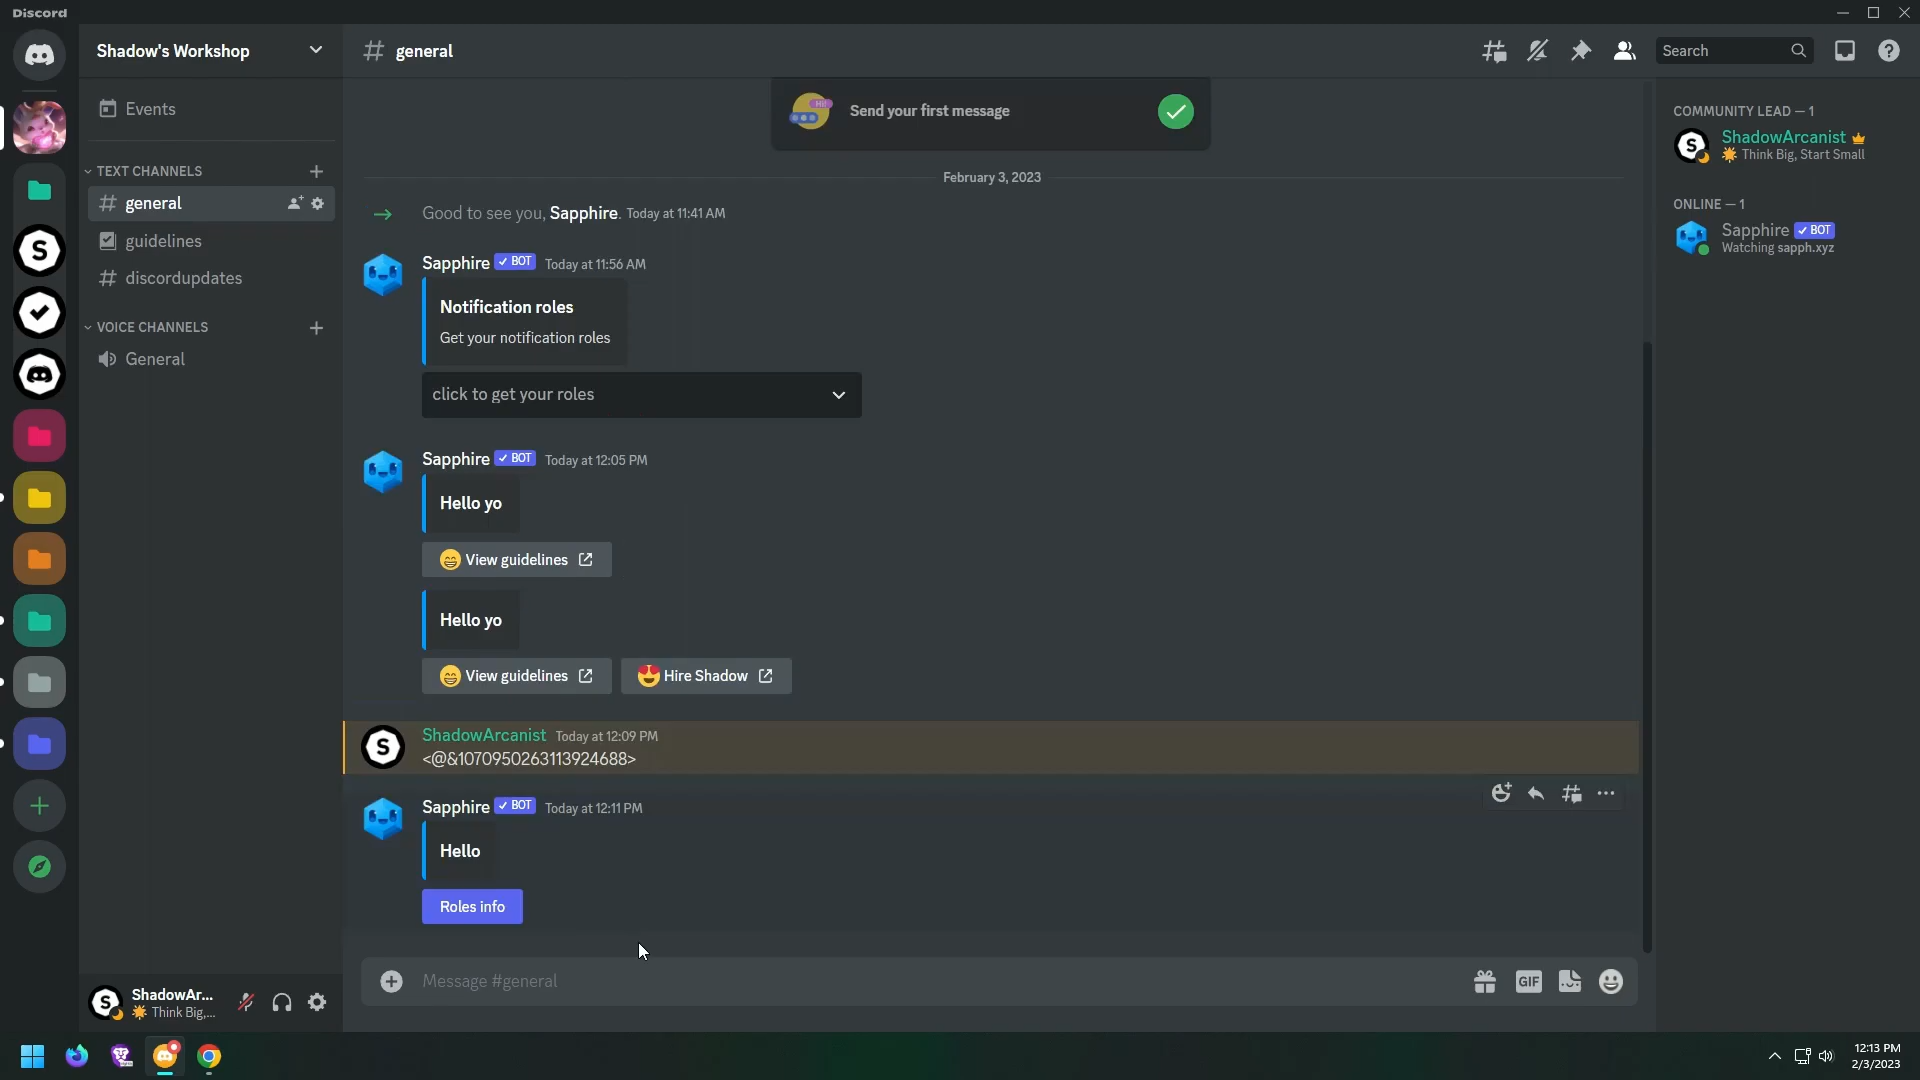 Discord
Shadow's Workshop
general
Search
Events
TEXT CHANNELS
general
guidelines
discordupdates
VOICE CHANNELS
General
Hi!
Send your first message
February 3, 2023
Good to see you, Sapphire. Today at 11:41 AM
Sapphire BOT Today at 11:56 AM
Notification roles
Get your notification roles
click to get your roles
Sapphire BOT Today at 12:05 PM
Hello yo
View guidelines
Hello yo
View guidelines
Hire Shadow
S
ShadowArcanist Today at 12:09 PM
<@&1070950263113924688>
Sapphire BOT Today at 12:11 PM
Hello
Roles info
Message #general
GIF
COMMUNITY LEAD — 1
S
ShadowArcanist
Think Big, Start Small
ONLINE — 1
Sapphire BOT
Watching sapph.xyz
S
S
ShadowAr...
Think Big,...
12:13 PM
2/3/2023